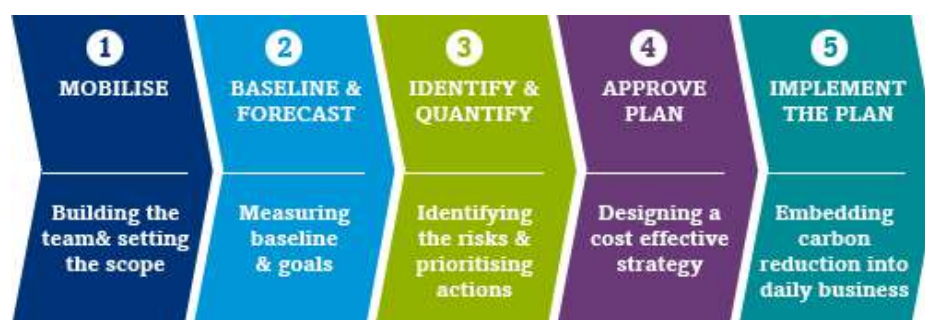 1
MOBILISE
Building the
team& setting
the scope
2
BASELINE &
FORECAST
Measuring
baseline
& goals
3
IDENTIFY &
QUANTIFY
Identifying
the risks &
prioritising
actions
4
APPROVE
PLAN
Designing a
cost effective
strategy
5
IMPLEMENT
THE PLAN
Embedding
carbon
reduction into
daily business